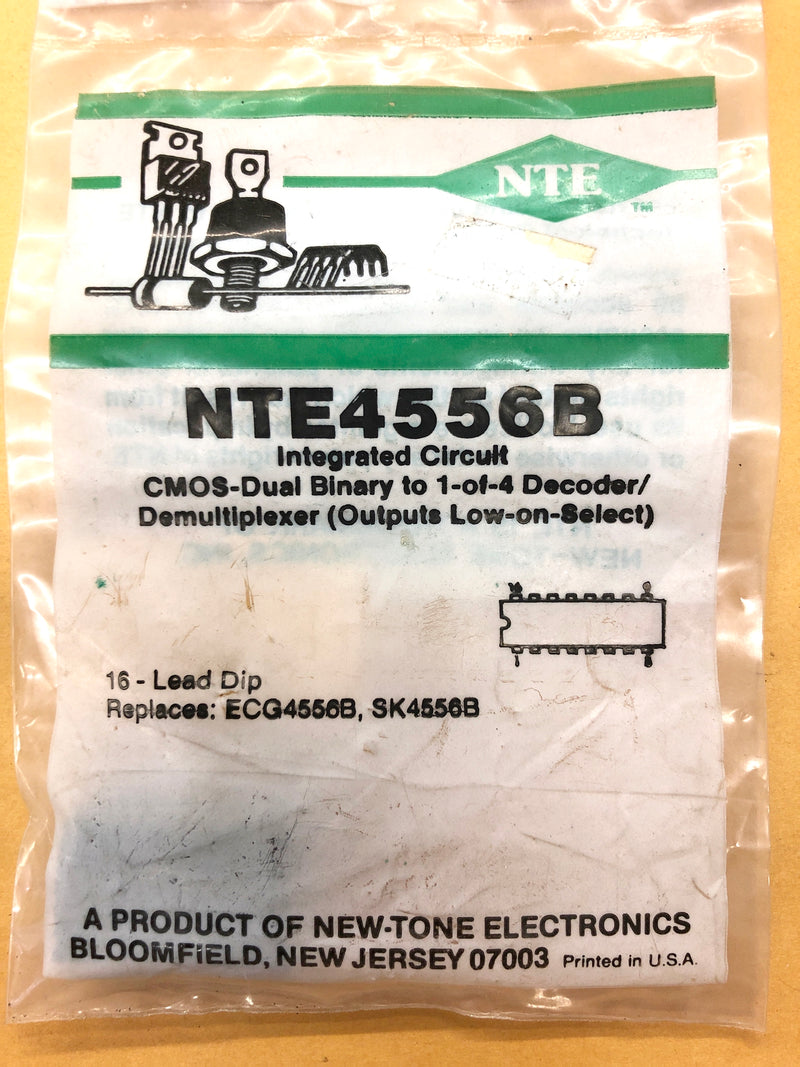 NTE
TM
NTE4556B
Integrated Circuit
CMOS-Dual Binary to 1-of-4 Decoder/
Demultiplexer (Outputs Low-on-Select)
16 - Lead Dip
Replaces: ECG4556B, SK4556B
A PRODUCT OF NEW-TONE ELECTRONICS
BLOOMFIELD, NEW JERSEY 07003 Printed in U.S.A.